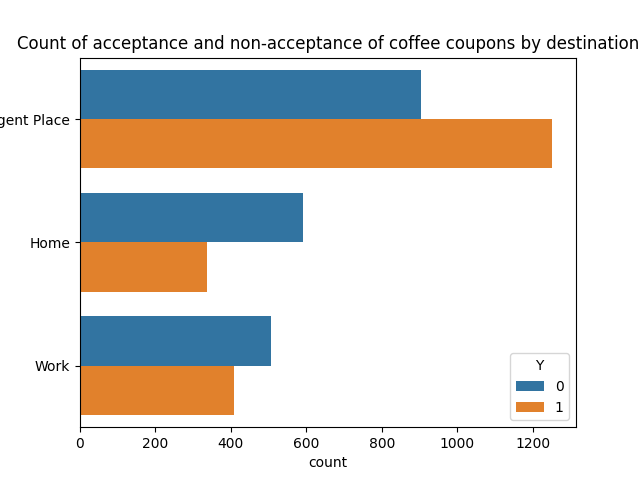 Count of acceptance and non-acceptance of coffee coupons by destination
gent Place
Home
Work
Y
0
1
0 200 400 600 800 1000 1200
count